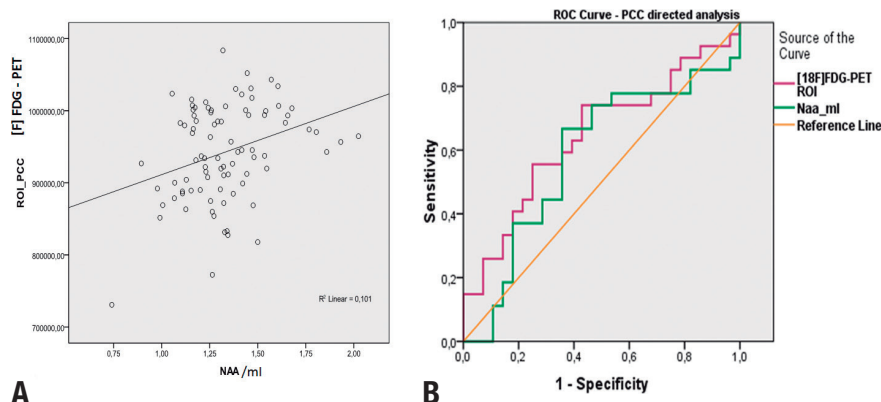 [F] FDG - PET
ROI_PCC
1100000,00
1000000,00
900000,00
800000,00
700000,00
R² Linear = 0,101
0,75
1,00
1,25
1,50
1,75
2,02
NAA /ml
A
ROC Curve - PCC directed analysis
Sensitivity
1,0
0,8
0,6
0,4
0,2
0,0
0,0
0,2
0,4
0,6
0,8
1,0
1 - Specificity
Source of the
Curve
[18F]FDG-PET
ROI
Naa_ml
Reference Line
B